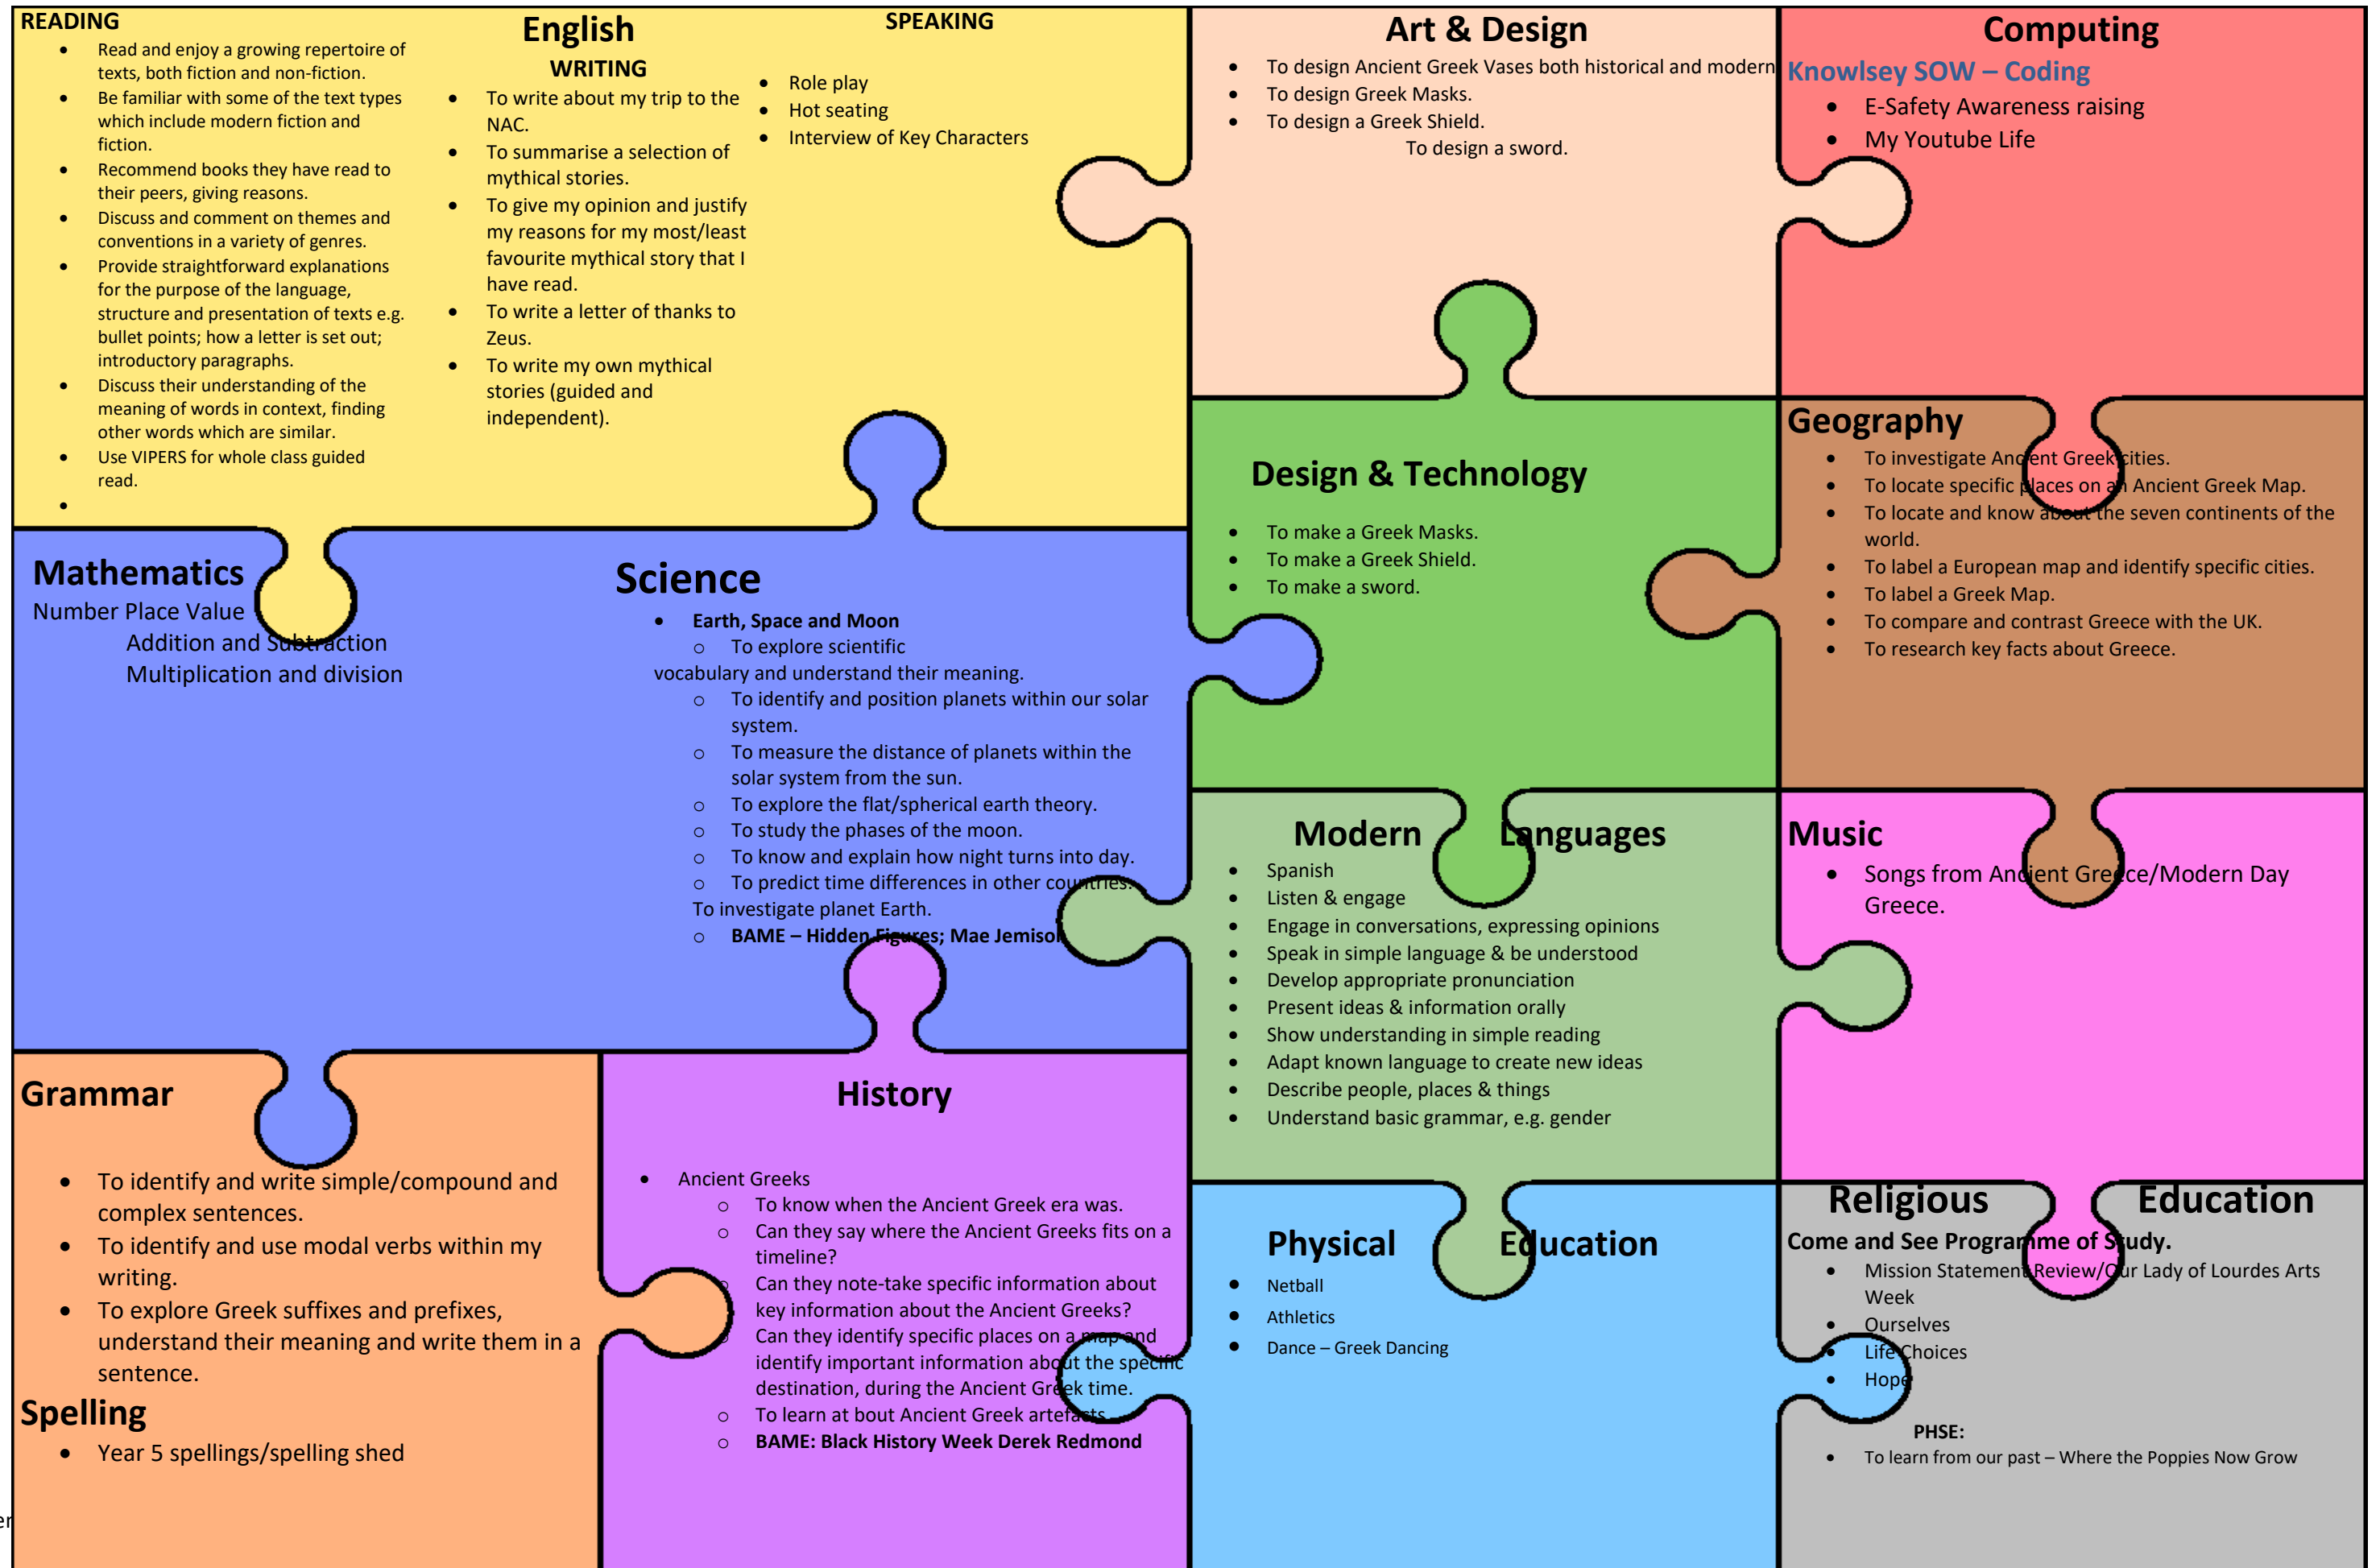 READING
• Read and enjoy a growing repertoire of
texts, both fiction and non-fiction.
• Be familiar with some of the text types
which include modern fiction and
fiction.
• Recommend books they have read to
their peers, giving reasons.
• Discuss and comment on themes and
conventions in a variety of genres.
• Provide straightforward explanations
for the purpose of the language,
structure and presentation of texts e.g.
bullet points; how a letter is set out;
introductory paragraphs.
• Discuss their understanding of the
meaning of words in context, finding
other words which are similar.
• Use VIPERS for whole class guided
read.
•
English
WRITING
• To write about my trip to the
NAC.
• To summarise a selection of
mythical stories.
• To give my opinion and justify
my reasons for my most/least
favourite mythical story that I
have read.
• To write a letter of thanks to
Zeus.
• To write my own mythical
stories (guided and
independent).
SPEAKING
• Role play
• Hot seating
• Interview of Key Characters
Art & Design
• To design Ancient Greek Vases both historical and modern
• To design Greek Masks.
• To design a Greek Shield.
To design a sword.
Computing
Knowlsey SOW – Coding
• E-Safety Awareness raising
• My Youtube Life
Design & Technology
• To make a Greek Masks.
• To make a Greek Shield.
• To make a sword.
Geography
• To investigate Ancient Greek cities.
• To locate specific places on an Ancient Greek Map.
• To locate and know about the seven continents of the
world.
• To label a European map and identify specific cities.
• To label a Greek Map.
• To compare and contrast Greece with the UK.
• To research key facts about Greece.
Mathematics
Number Place Value
Addition and Subtraction
Multiplication and division
Science
• Earth, Space and Moon
o To explore scientific
vocabulary and understand their meaning.
o To identify and position planets within our solar
system.
o To measure the distance of planets within the
solar system from the sun.
o To explore the flat/spherical earth theory.
o To study the phases of the moon.
o To know and explain how night turns into day.
o To predict time differences in other countries.
To investigate planet Earth.
o BAME – Hidden Figures; Mae Jemison
Modern Languages
• Spanish
• Listen & engage
• Engage in conversations, expressing opinions
• Speak in simple language & be understood
• Develop appropriate pronunciation
• Present ideas & information orally
• Show understanding in simple reading
• Adapt known language to create new ideas
• Describe people, places & things
• Understand basic grammar, e.g. gender
Music
• Songs from Ancient Greece/Modern Day
Greece.
Grammar
• To identify and write simple/compound and
complex sentences.
• To identify and use modal verbs within my
writing.
• To explore Greek suffixes and prefixes,
understand their meaning and write them in a
sentence.
Spelling
• Year 5 spellings/spelling shed
History
• Ancient Greeks
o To know when the Ancient Greek era was.
o Can they say where the Ancient Greeks fits on a
timeline?
o Can they note-take specific information about
key information about the Ancient Greeks?
o Can they identify specific places on a map and
identify important information about the specific
destination, during the Ancient Greek time.
o To learn at bout Ancient Greek artefacts
o BAME: Black History Week Derek Redmond
Physical Education
• Netball
• Athletics
• Dance – Greek Dancing
Religious Education
Come and See Programme of Study.
• Mission Statement Review/Our Lady of Lourdes Arts
Week
• Ourselves
• Life Choices
• Hope
PHSE:
• To learn from our past – Where the Poppies Now Grow